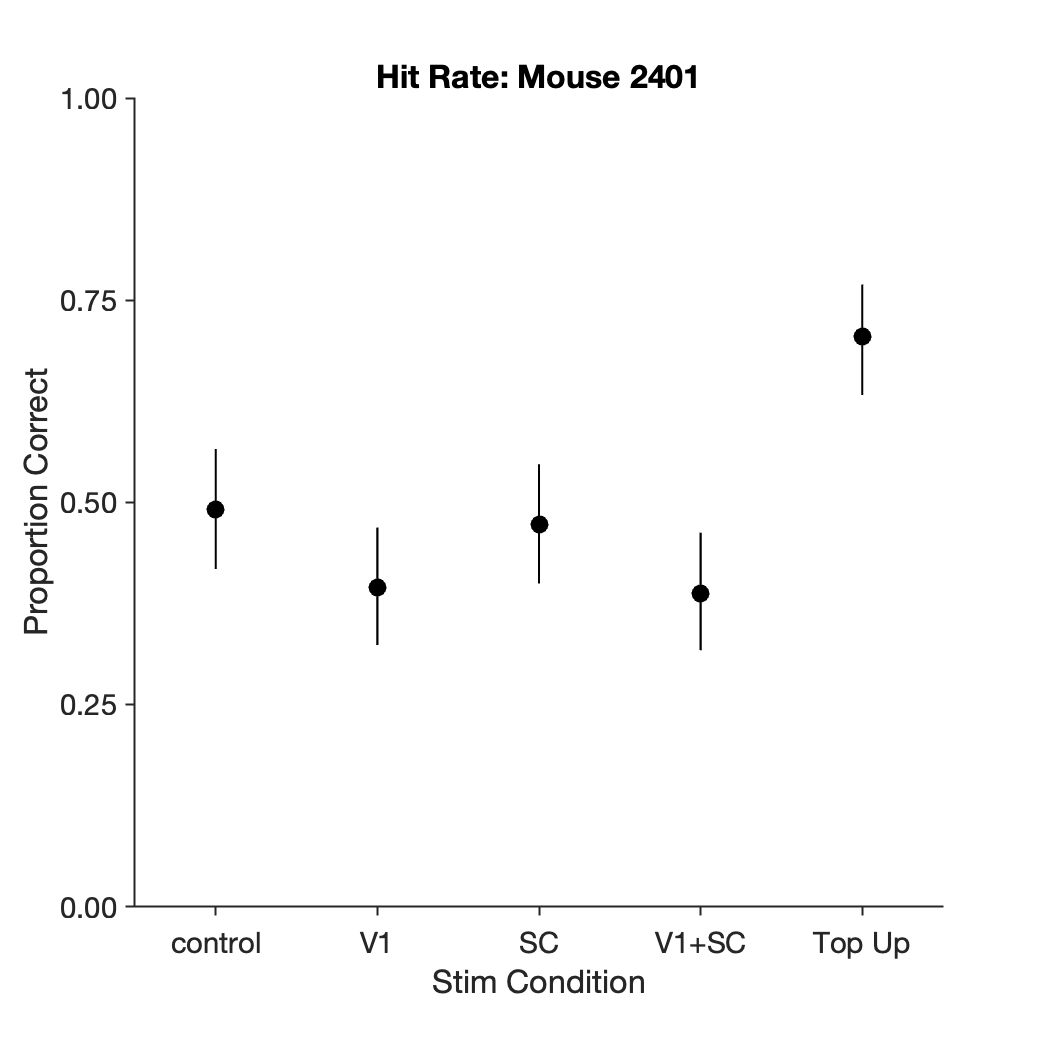 Hit Rate: Mouse 2401
1.00
0.75
0.50
0.25
0.00
Proportion Correct
control V1 SC V1+SC Top Up
Stim Condition